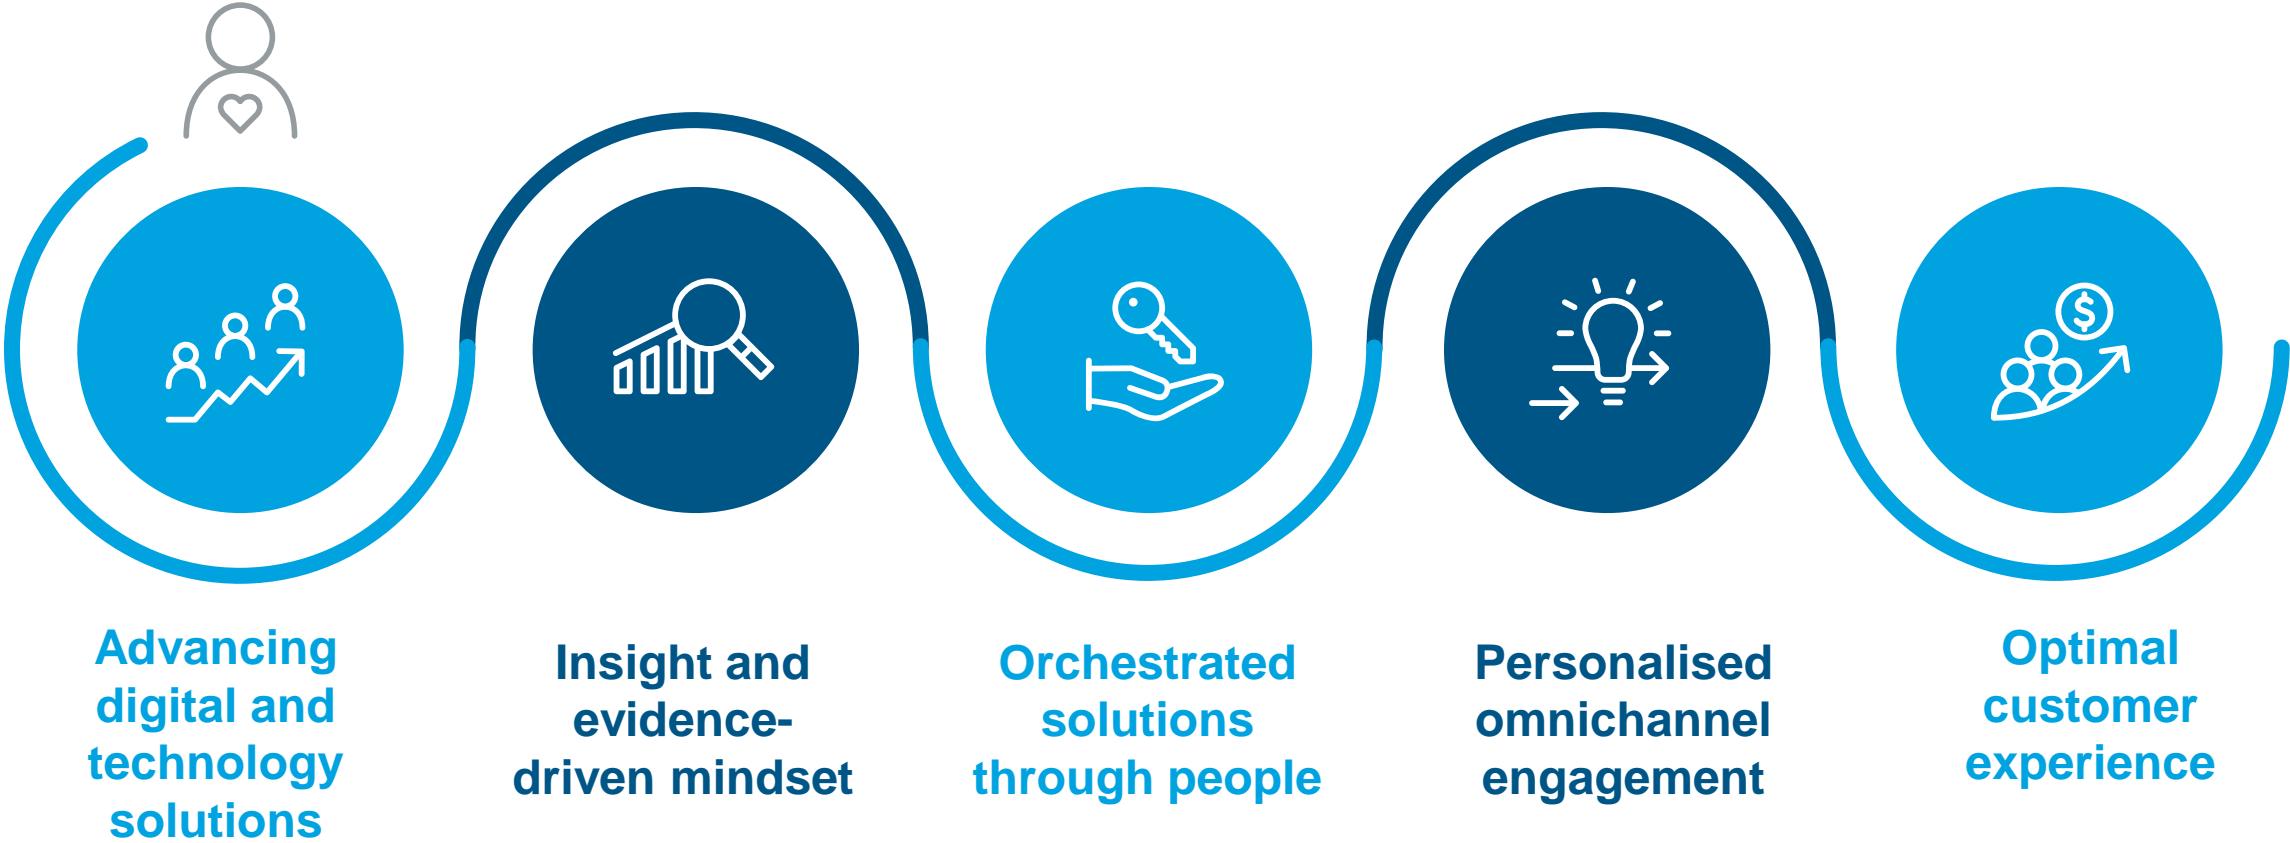 Advancing
digital and
technology
solutions
Insight and
evidence-
driven mindset
Orchestrated
solutions
through people
Personalised
omnichannel
engagement
$
Optimal
customer
experience